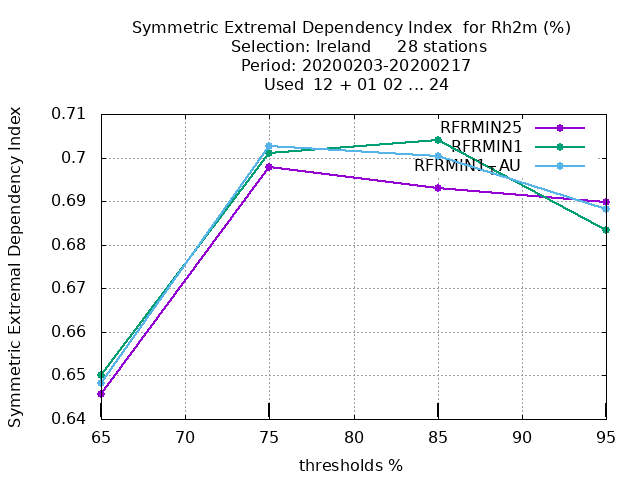 Symmetric Extremal Dependency Index  for Rh2m (%)
Selection: Ireland     28 stations
Period: 20200203-20200217
Used  12 + 01 02 ... 24
Symmetric Extremal Dependency Index
0.71
0.7
0.69
0.68
0.67
0.66
0.65
0.64
RFRMIN25
RFRMIN1
RFRMIN1-AU
65 70 75 80 85 90 95
thresholds %